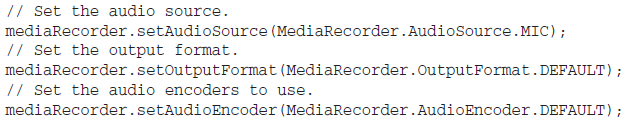 // Set the audio source.
mediaRecorder.setAudioSource(MediaRecorder.AudioSource.MIC);
// Set the output format.
mediaRecorder.setOutputFormat(MediaRecorder.OutputFormat.DEFAULT);
// Set the audio encoders to use.
mediaRecorder.setAudioEncoder(MediaRecorder.AudioEncoder.DEFAULT);